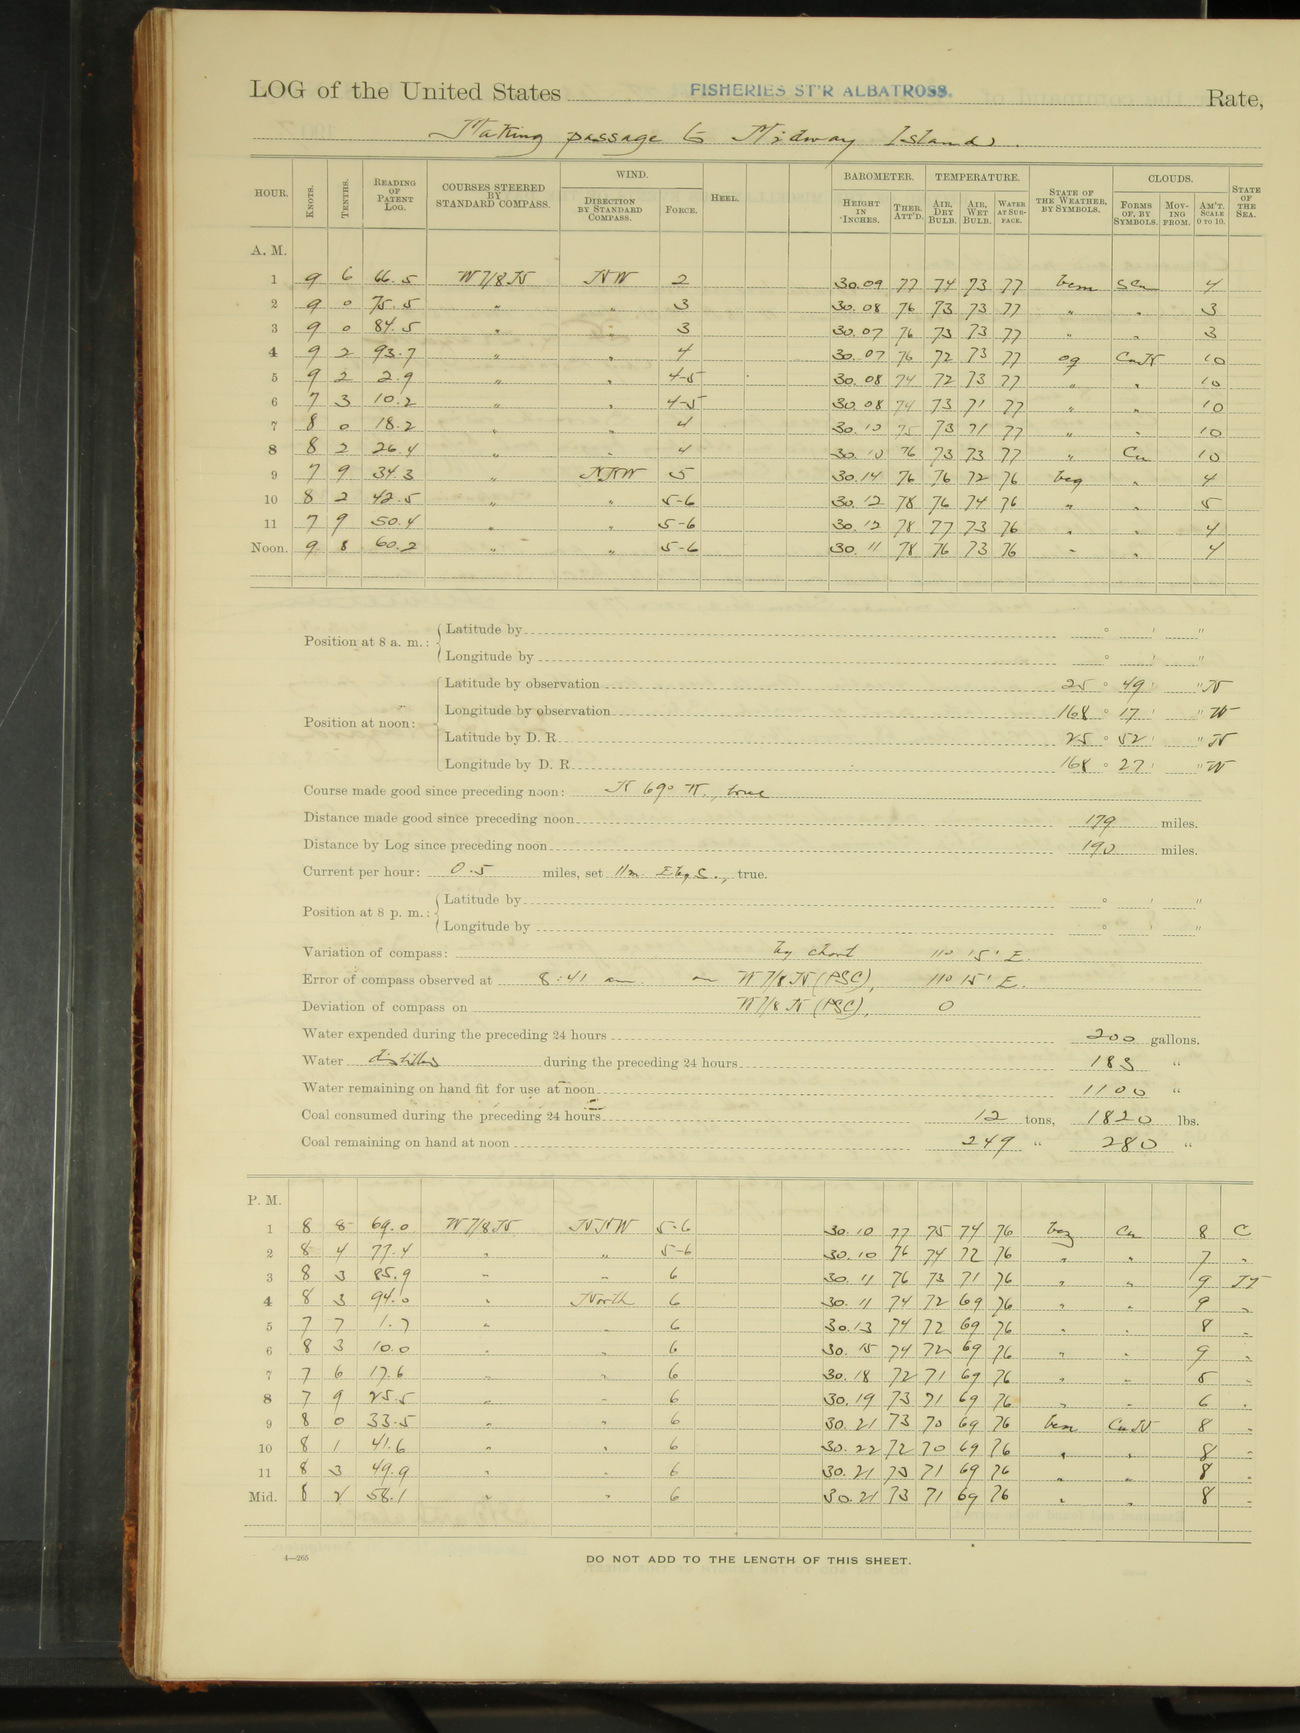 LOG of the United States FISHERIES ST'R ALBATROSS. Rate,
Making passage to Midway Island.
HOUR. KNOTS. TENTHS. READING OF PATENT LOG. COURSES STEERED BY STANDARD COMPASS. WIND. DIRECTION BY STANDARD COMPASS. FORCE. HEEL. BAROMETER. HEIGHT IN INCHES. THER. ATT'D. TEMPERATURE. AIR, DRY BULB. AIR, WET BULB. WATER AT SURFACE. STATE OF THE WEATHER, BY SYMBOLS. CLOUDS. FORMS OF, BY SYMBOLS. MOVING FROM. AM'T. SCALE 0 TO 10. STATE OF THE SEA.
A. M.
1 9 6 66.5 W 7/8 N NW 2 30.09 77 74 73 77 bcm S Cu 4
2 9 0 75.5 " " 3 30.08 76 73 73 77 " " 3
3 9 0 84.5 " " 3 30.07 76 73 73 77 " " 3
4 9 2 93.7 " " 4 30.07 76 72 73 77 og CuN 10
5 9 2 2.9 " " 4-5 30.08 74 72 73 77 " " 10
6 7 3 10.2 " " 4-5 30.08 74 73 71 77 " " 10
7 8 0 18.2 " " 4 30.10 75 73 71 77 " " 10
8 8 2 26.4 " " 4 30.10 76 73 73 77 " Cu 10
9 7 9 34.3 " NNW 5 30.14 76 76 72 76 bcq " 4
10 8 2 42.5 " " 5-6 30.12 78 76 74 76 " " 5
11 7 9 50.4 " " 5-6 30.12 78 77 73 76 " " 4
Noon. 9 8 60.2 " " 5-6 30.11 78 76 73 76 " " 4
Position at 8 a. m.: Latitude by ° ' "
Longitude by ° ' "
Position at noon: Latitude by observation 25 ° 49 ' " N
Longitude by observation 168 ° 17 ' " W
Latitude by D. R. 25 ° 52 ' " N
Longitude by D. R. 168 ° 27 ' " W
Course made good since preceding noon: N 69° W., true
Distance made good since preceding noon 179 miles.
Distance by Log since preceding noon 190 miles.
Current per hour: 0.5 miles, set E by S., true.
Position at 8 p. m.: Latitude by ° ' "
Longitude by ° ' "
Variation of compass: by chart 11° 15' E.
Error of compass observed at 8:41 am on W 7/8 N (PSC), 11° 15' E.
Deviation of compass on W 7/8 N (PSC), 0
Water expended during the preceding 24 hours 200 gallons.
Water distilled during the preceding 24 hours 183 "
Water remaining on hand fit for use at noon 1100 "
Coal consumed during the preceding 24 hours 12 tons, 1820 lbs.
Coal remaining on hand at noon 249 " 280 "
P. M.
1 8 8 69.0 W 7/8 N NNW 5-6 30.10 77 75 74 76 bcq Cu 8 C
2 8 4 77.4 " " 5-6 30.10 76 74 72 76 " " 7 "
3 8 3 85.9 " " 6 30.11 76 73 71 76 " " 9
4 8 3 94.0 " North 6 30.11 74 72 69 76 " " 9 "
5 7 7 1.7 " " 6 30.13 74 72 69 76 " " 8 "
6 8 3 10.0 " " 6 30.15 74 72 69 76 " " 9 "
7 7 6 17.6 " " 6 30.18 72 71 69 76 " " 5 "
8 7 9 25.5 " " 6 30.19 73 71 69 76 " " 6 "
9 8 0 33.5 " " 6 30.21 73 70 69 76 bcm CuN 8 "
10 8 1 41.6 " " 6 30.22 72 70 69 76 " " 8 "
11 8 3 49.9 " " 6 30.21 73 71 69 76 " " 8 "
Mid. 8 2 58.1 " " 6 30.21 73 71 69 76 " " 8 "
4—265
DO NOT ADD TO THE LENGTH OF THIS SHEET.